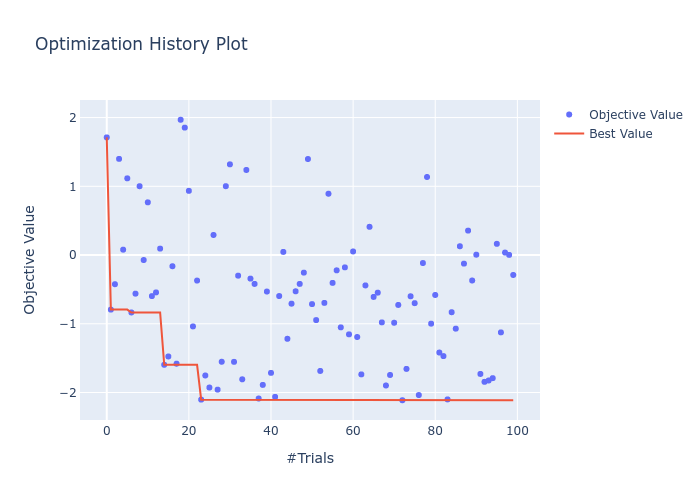 Optimization History Plot
Objective Value
Best Value
2
1
0
−1
−2
Objective Value
0
20
40
60
80
100
#Trials